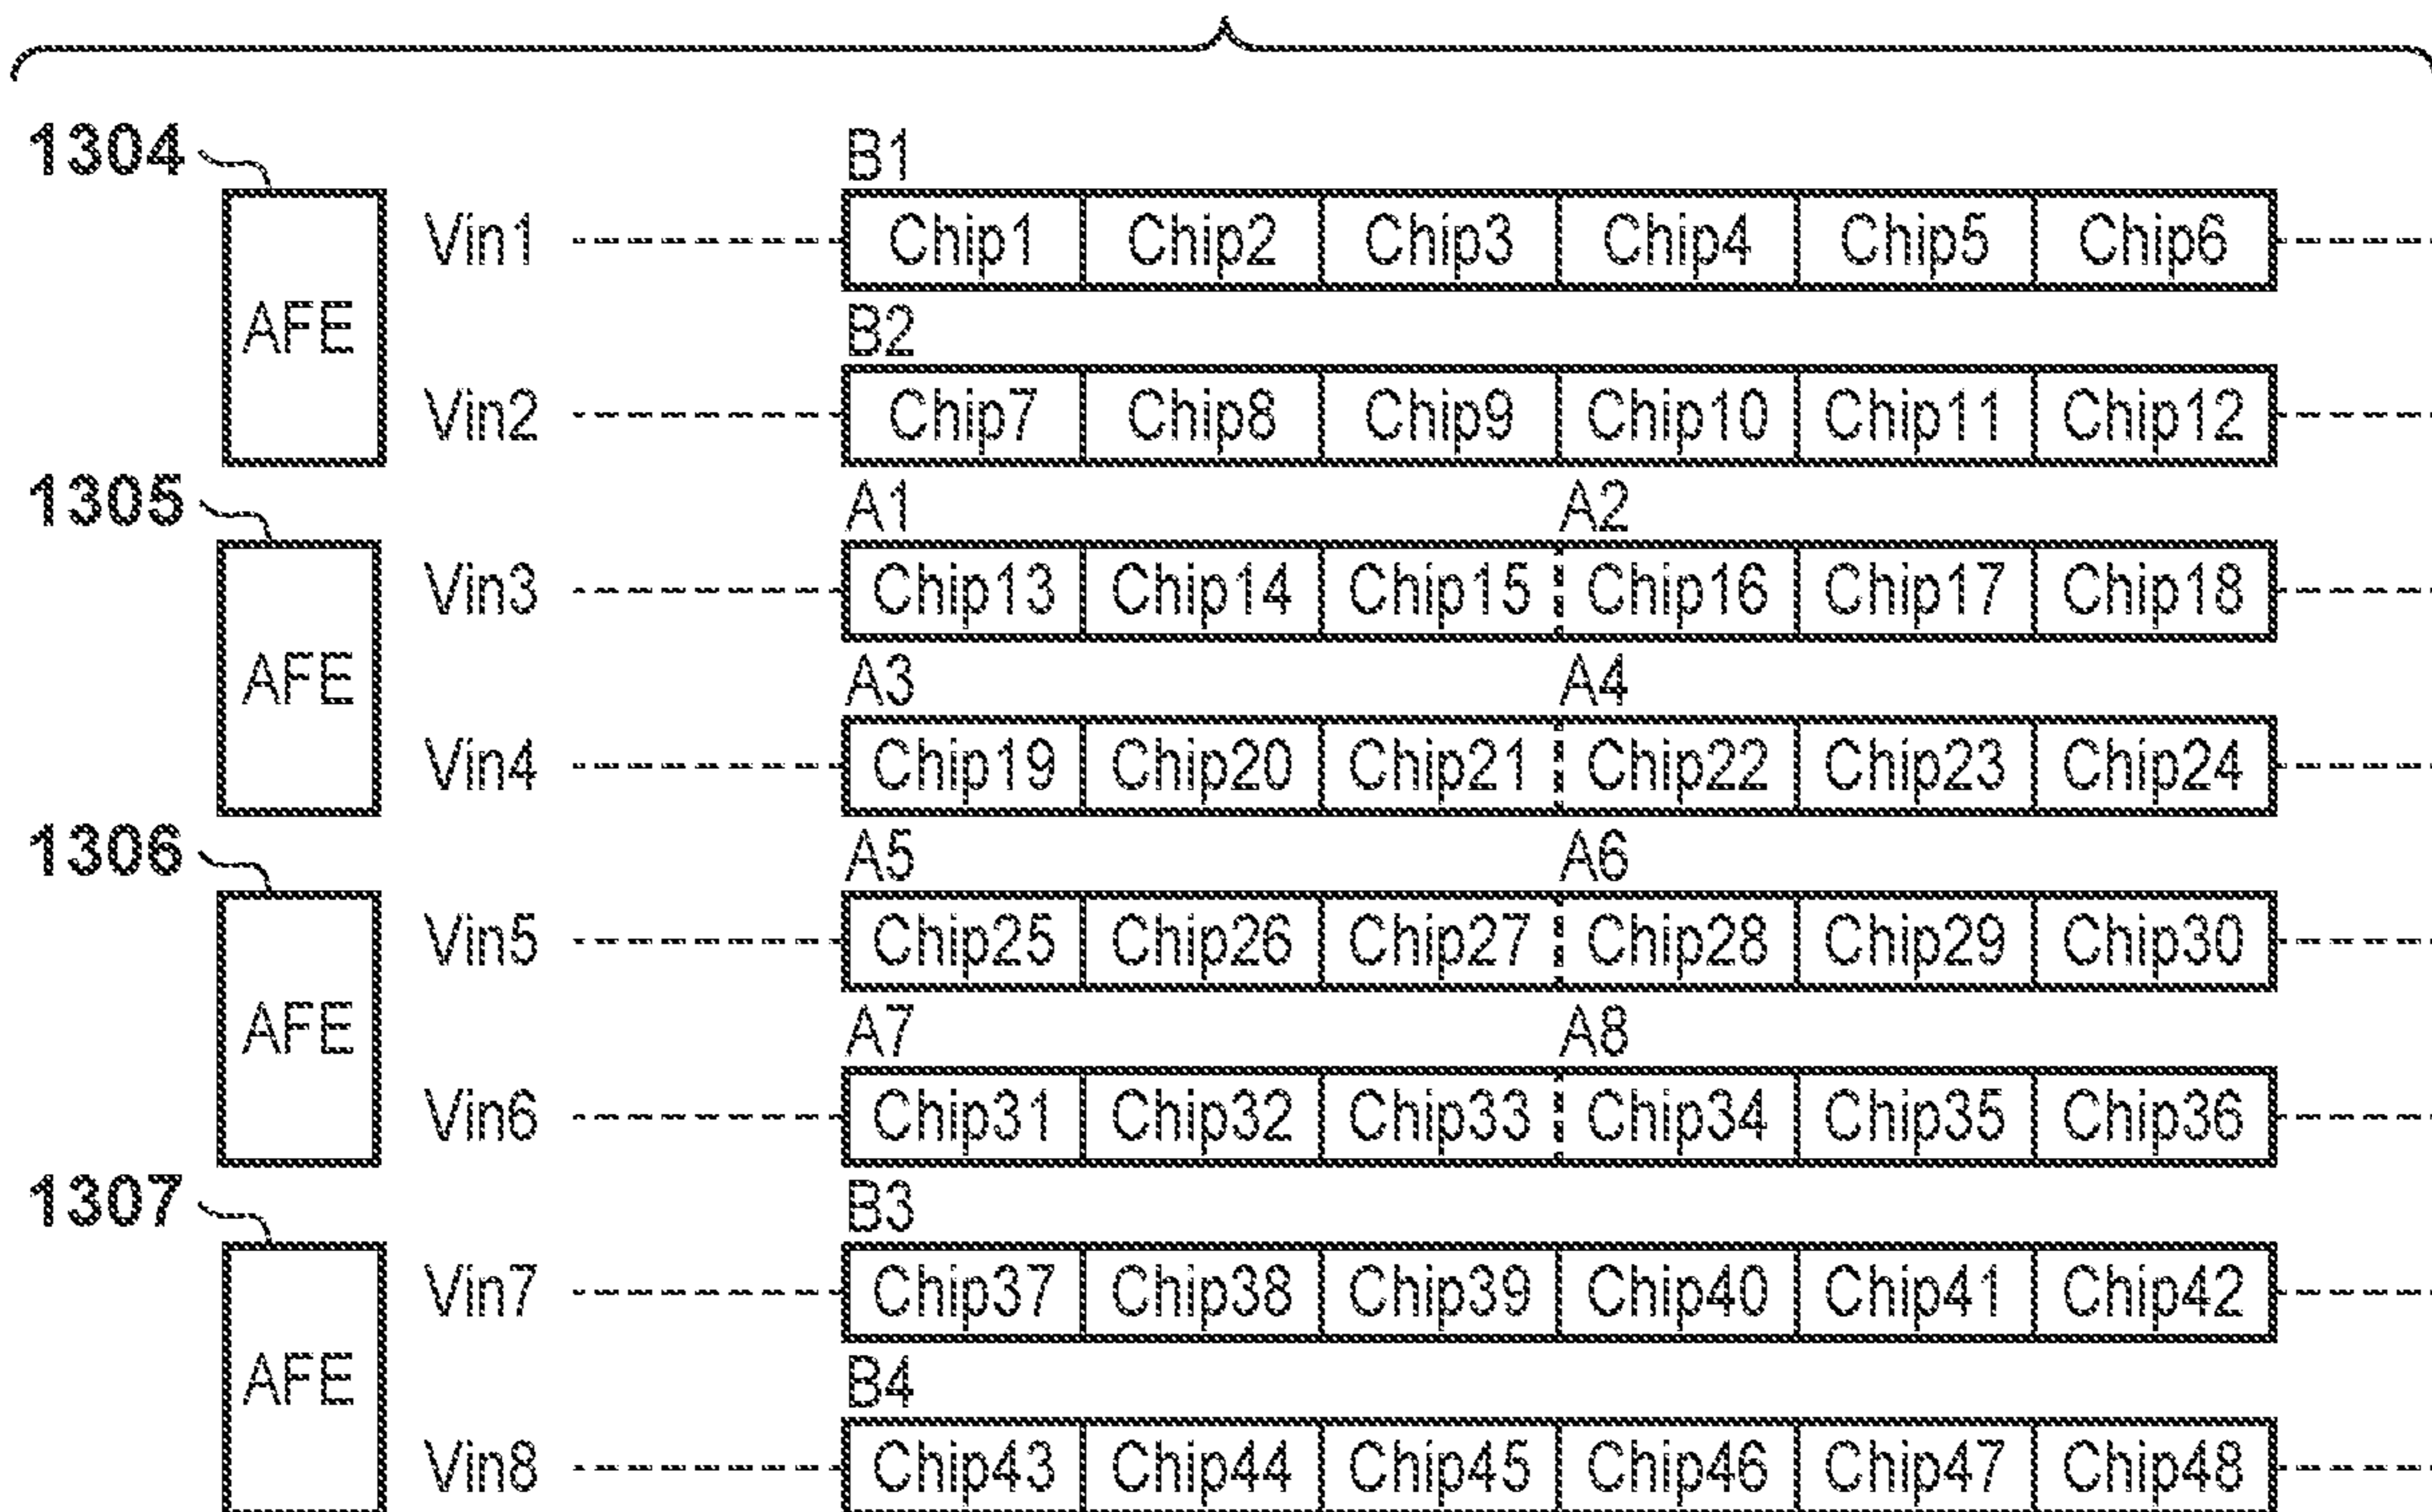 1304
B1
AFE
Vin1
Chip1 Chip2 Chip3 Chip4 Chip5 Chip6
B2
Vin2
Chip7 Chip8 Chip9 Chip10 Chip11 Chip12
1305
A1 A2
AFE
Vin3
Chip13 Chip14 Chip15 Chip16 Chip17 Chip18
A3 A4
Vin4
Chip19 Chip20 Chip21 Chip22 Chip23 Chip24
1306
A5 A6
AFE
Vin5
Chip25 Chip26 Chip27 Chip28 Chip29 Chip30
A7 A8
Vin6
Chip31 Chip32 Chip33 Chip34 Chip35 Chip36
1307
B3
AFE
Vin7
Chip37 Chip38 Chip39 Chip40 Chip41 Chip42
B4
Vin8
Chip43 Chip44 Chip45 Chip46 Chip47 Chip48